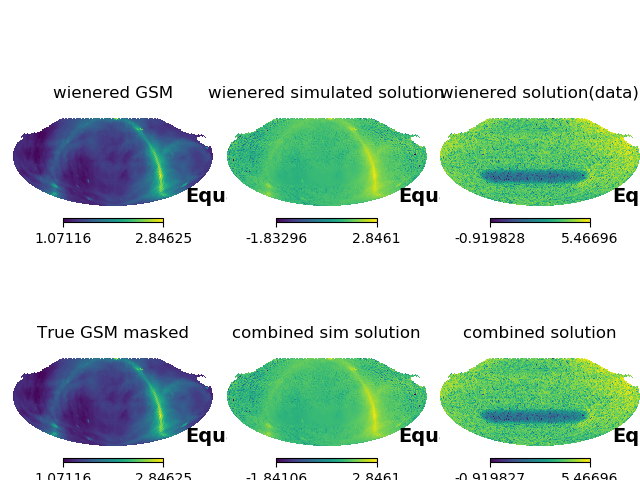 wienered GSM wienered simulated solution wienered solution(data)
Equ Equ Eq
1.07116 2.84625 -1.83296 2.8461 -0.919828 5.46696
True GSM masked combined sim solution combined solution
Equ Equ Eq
1.07116 2.84625 -1.84106 2.8461 -0.919827 5.46696